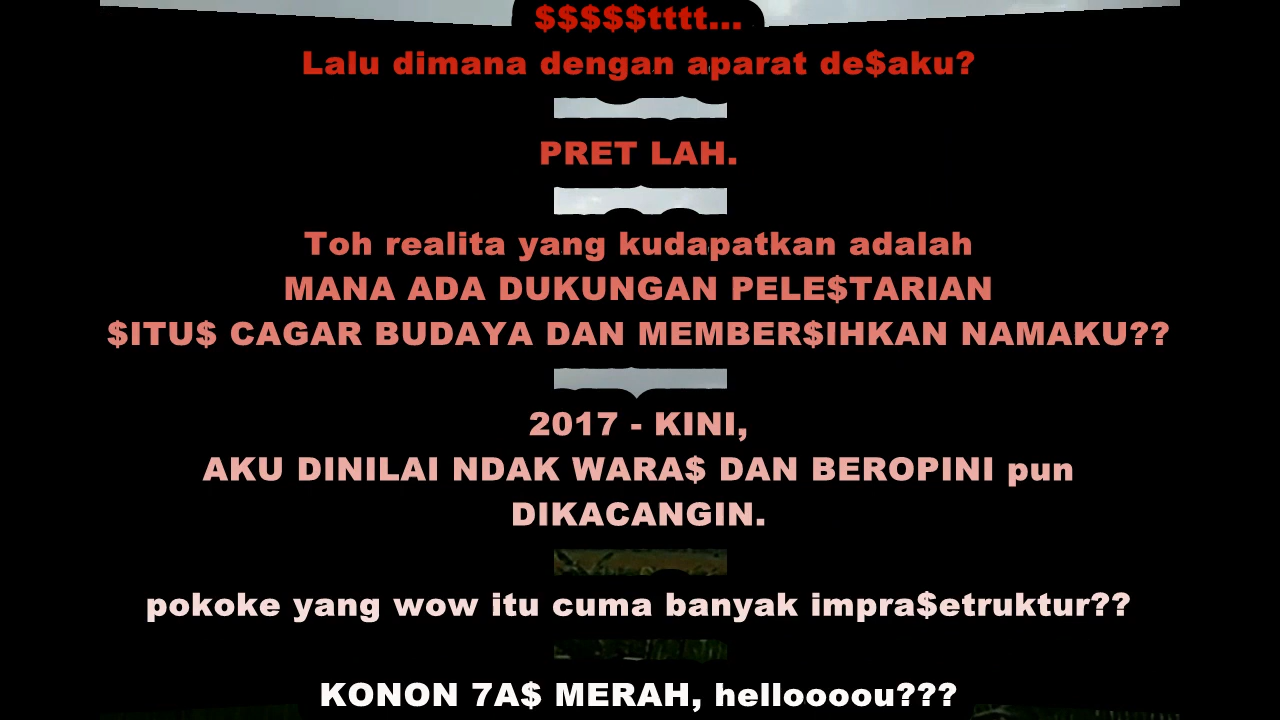 $$$$$tttt...
Lalu dimana dengan aparat de$aku?
PRET LAH.
Toh realita yang kudapatkan adalah
MANA ADA DUKUNGAN PELE$TARIAN
$ITU$ CAGAR BUDAYA DAN MEMBER$IHKAN NAMAKU??
2017 - KINI,
AKU DINILAI NDAK WARA$ DAN BEROPINI pun
DIKACANGIN.
pokoke yang wow itu cuma banyak impra$etruktur??
KONON 7A$ MERAH, helloooou???